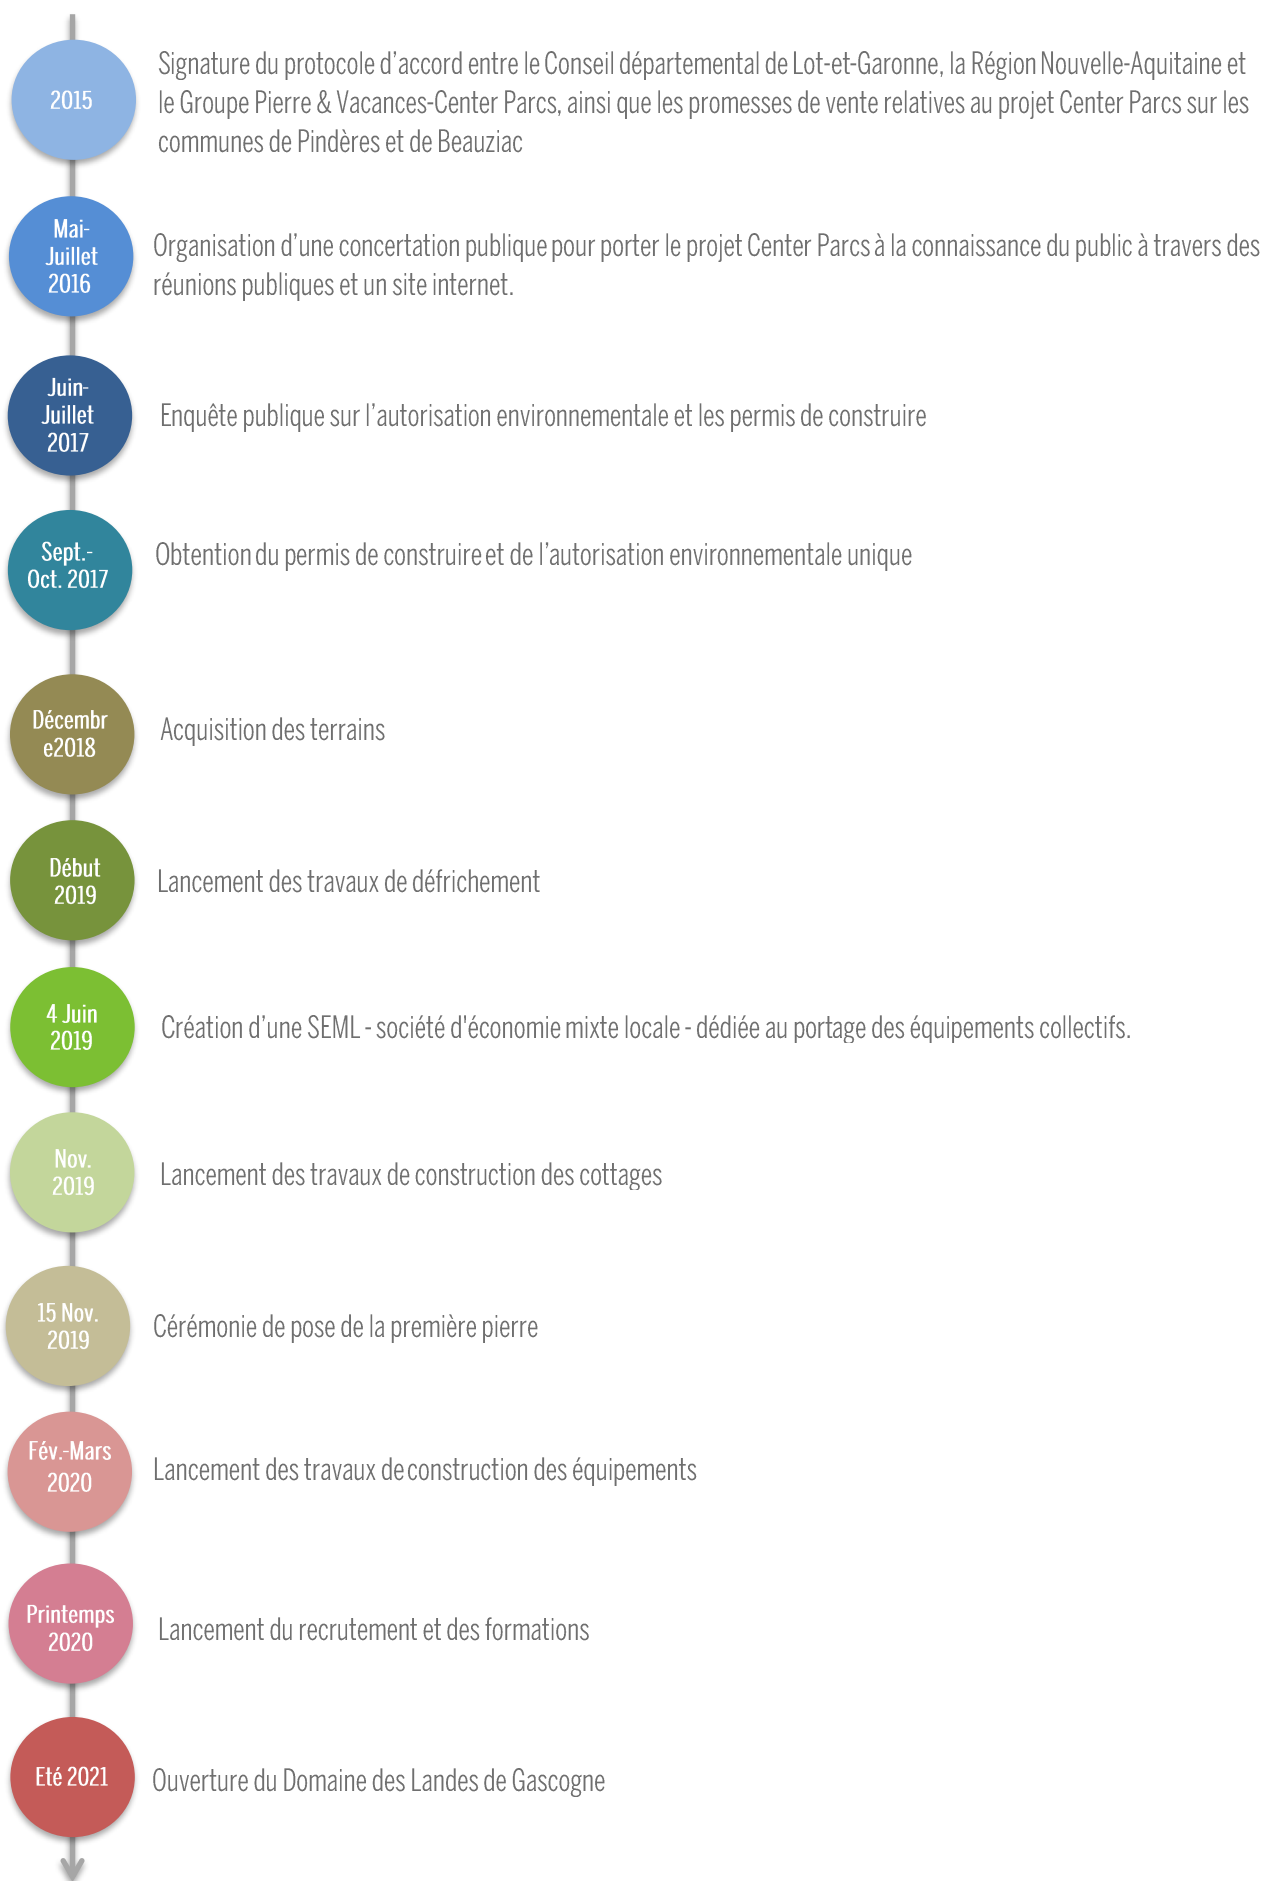 2015
Signature du protocole d’accord entre le Conseil départemental de Lot-et-Garonne, la Région Nouvelle-Aquitaine et
le Groupe Pierre & Vacances-Center Parcs, ainsi que les promesses de vente relatives au projet Center Parcs sur les
communes de Pindères et de Beauziac
Mai-
Juillet
2016
Organisation d’une concertation publique pour porter le projet Center Parcs à la connaissance du public à travers des
réunions publiques et un site internet.
Juin-
Juillet
2017
Enquête publique sur l’autorisation environnementale et les permis de construire
Sept.-
Oct. 2017
Obtention du permis de construire et de l’autorisation environnementale unique
Décembr
e2018
Acquisition des terrains
Début
2019
Lancement des travaux de défrichement
4 Juin
2019
Création d’une SEML - société d'économie mixte locale - dédiée au portage des équipements collectifs.
Nov.
2019
Lancement des travaux de construction des cottages
15 Nov.
2019
Cérémonie de pose de la première pierre
Fév.-Mars
2020
Lancement des travaux de construction des équipements
Printemps
2020
Lancement du recrutement et des formations
Eté 2021
Ouverture du Domaine des Landes de Gascogne